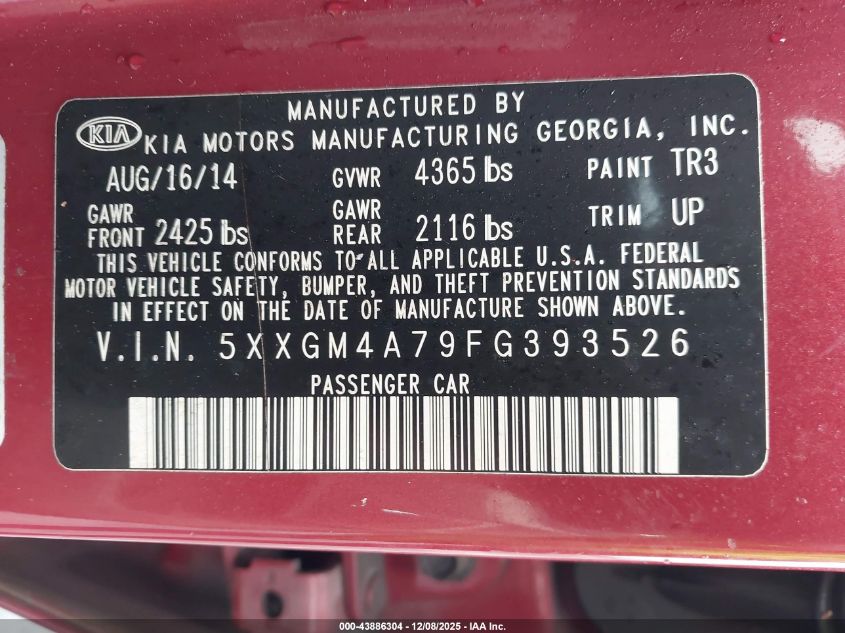 MANUFACTURED BY
KIA KIA MOTORS MANUFACTURING GEORGIA, INC.
AUG/16/14 GVWR 4365 lbs PAINT TR3
GAWR FRONT 2425 lbs GAWR REAR 2116 lbs TRIM UP
THIS VEHICLE CONFORMS TO ALL APPLICABLE U.S.A. FEDERAL
MOTOR VEHICLE SAFETY, BUMPER, AND THEFT PREVENTION STANDARDS
IN EFFECT ON THE DATE OF MANUFACTURE SHOWN ABOVE.
V.I.N. 5XXGM4A79FG393526
PASSENGER CAR
000-43886304 - 12/08/2025 - IAA Inc.